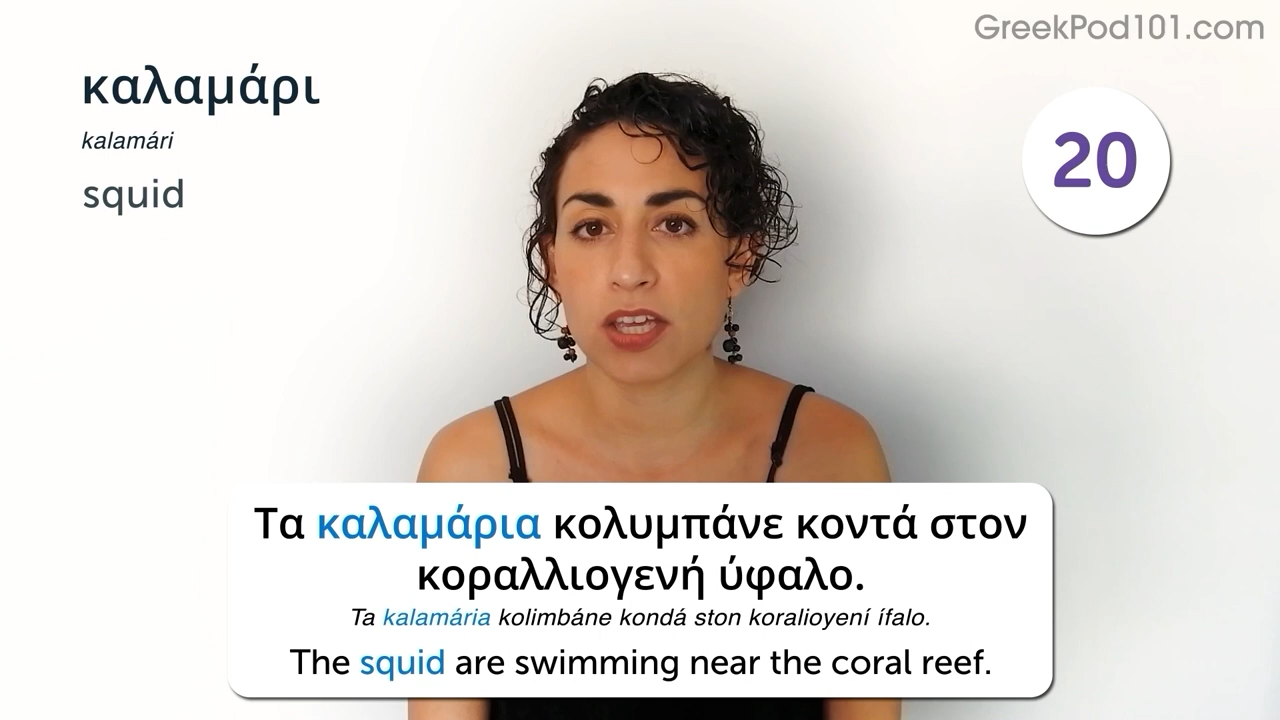 GreekPod101.com
καλαμάρι
kalamári
squid
20
Τα καλαμάρια κολυμπάνε κοντά στον
κοραλλιογενή ύφαλο.
Ta kalamária kolimbáne kondá ston koralioyení ífalo.
The squid are swimming near the coral reef.